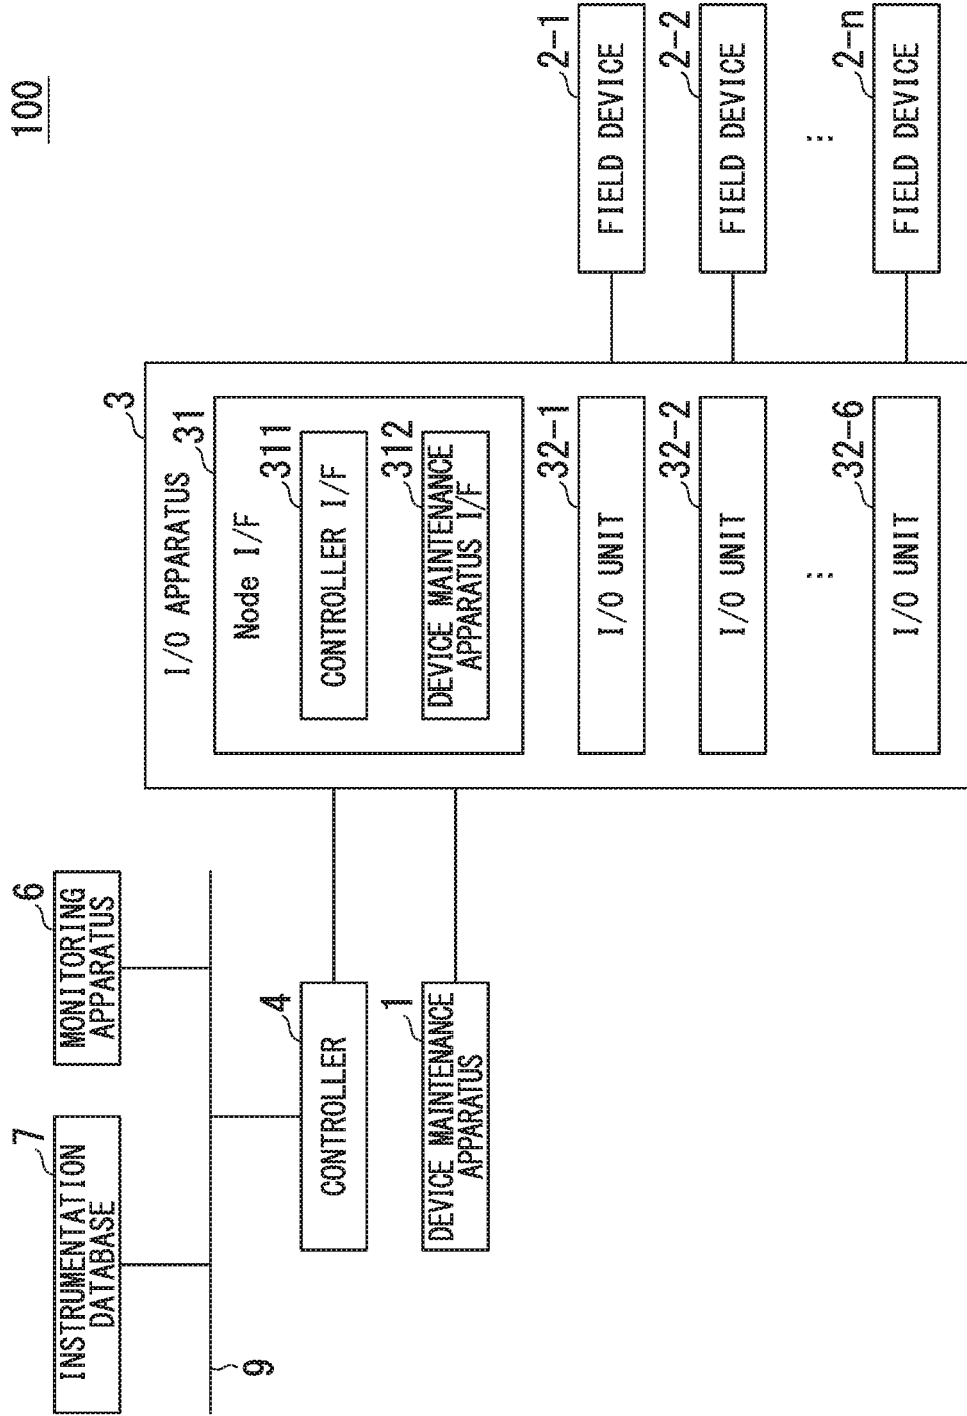 100
7
INSTRUMENTATION
DATABASE
6
MONITORING
APPARATUS
9
4
CONTROLLER
1
DEVICE MAINTENANCE
APPARATUS
3
I/O APPARATUS
31
Node I/F
311
CONTROLLER I/F
312
DEVICE MAINTENANCE
APPARATUS I/F
32-1
I/O UNIT
32-2
I/O UNIT
⋮
32-6
I/O UNIT
2-1
FIELD DEVICE
2-2
FIELD DEVICE
⋮
2-n
FIELD DEVICE